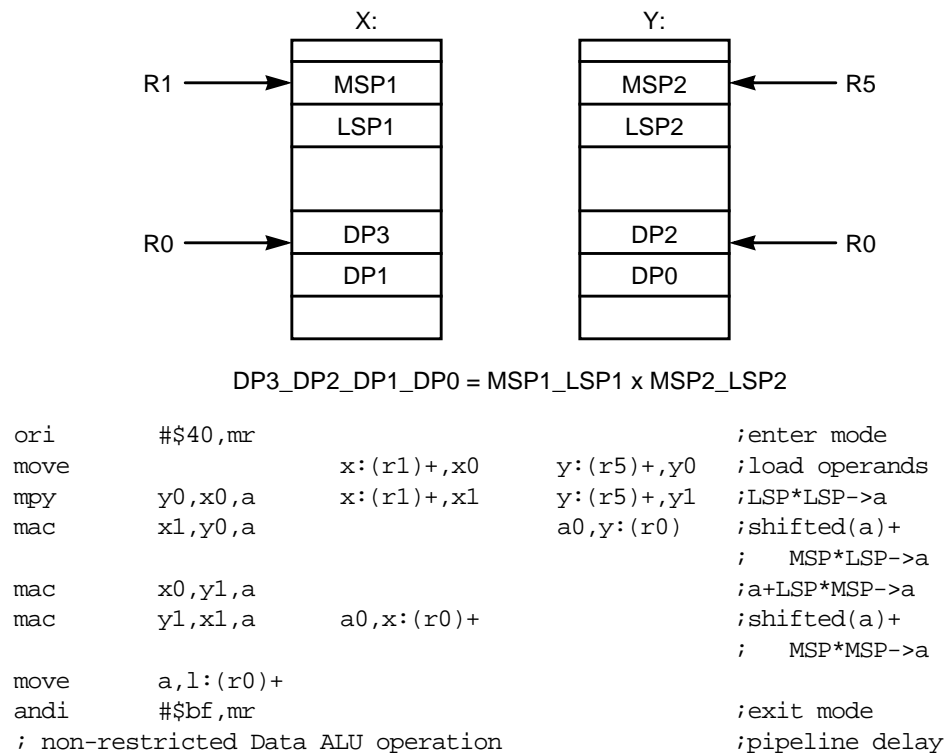 X: Y:
R1 MSP1 MSP2 R5
LSP1 LSP2
R0 DP3 DP2 R0
DP1 DP0
DP3_DP2_DP1_DP0 = MSP1_LSP1 x MSP2_LSP2
ori #$40,mr ;enter mode
move x:(r1)+,x0 y:(r5)+,y0 ;load operands
mpy y0,x0,a x:(r1)+,x1 y:(r5)+,y1 ;LSP*LSP->a
mac x1,y0,a a0,y:(r0) ;shifted(a)+
; MSP*LSP->a
mac x0,y1,a ;a+LSP*MSP->a
mac y1,x1,a a0,x:(r0)+ ;shifted(a)+
; MSP*MSP->a
move a,l:(r0)+
andi #$bf,mr ;exit mode
; non-restricted Data ALU operation ;pipeline delay